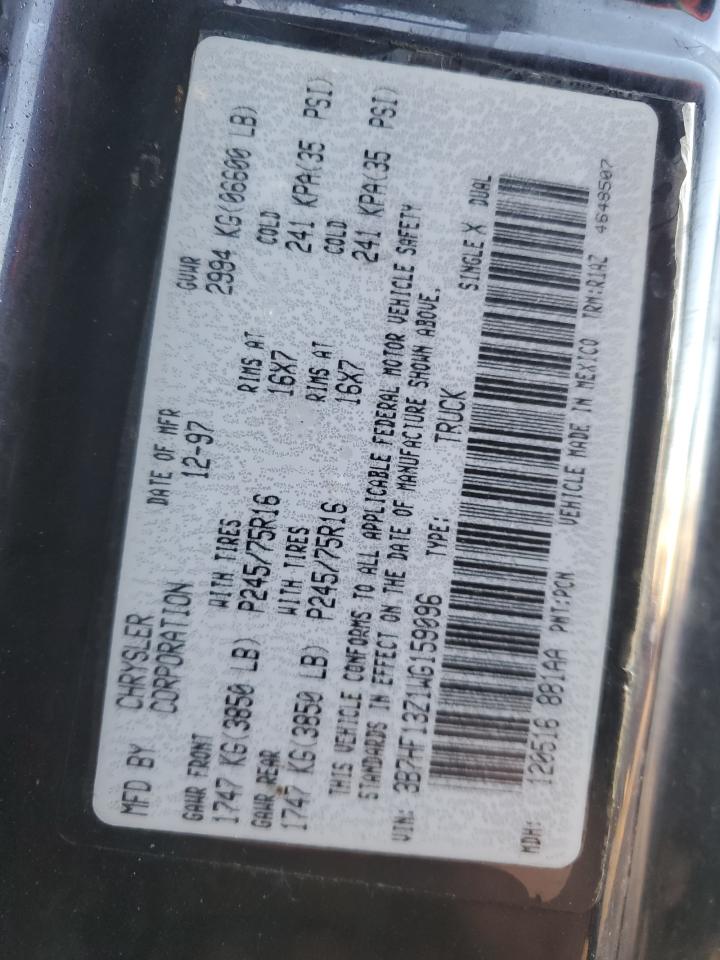 MFD BY CHRYSLER CORPORATION DATE OF MFR 12-97 GVWR 2994 KG(06600 LB)
GAWR FRONT WITH TIRES RIMS AT COLD
1747 KG(3850 LB) P245/75R16 16X7 241 KPA(35 PSI)
GAWR REAR WITH TIRES RIMS AT COLD
1747 KG(3850 LB) P245/75R16 16X7 241 KPA(35 PSI)
THIS VEHICLE CONFORMS TO ALL APPLICABLE FEDERAL MOTOR VEHICLE SAFETY
STANDARDS IN EFFECT ON THE DATE OF MANUFACTURE SHOWN ABOVE.
VIN: 3B7HF13Z1WG159096 TYPE: TRUCK SINGLE X DUAL
MDH: 120516 881AA PNT:PCN VEHICLE MADE IN MEXICO TRM:R1AZ 4648507